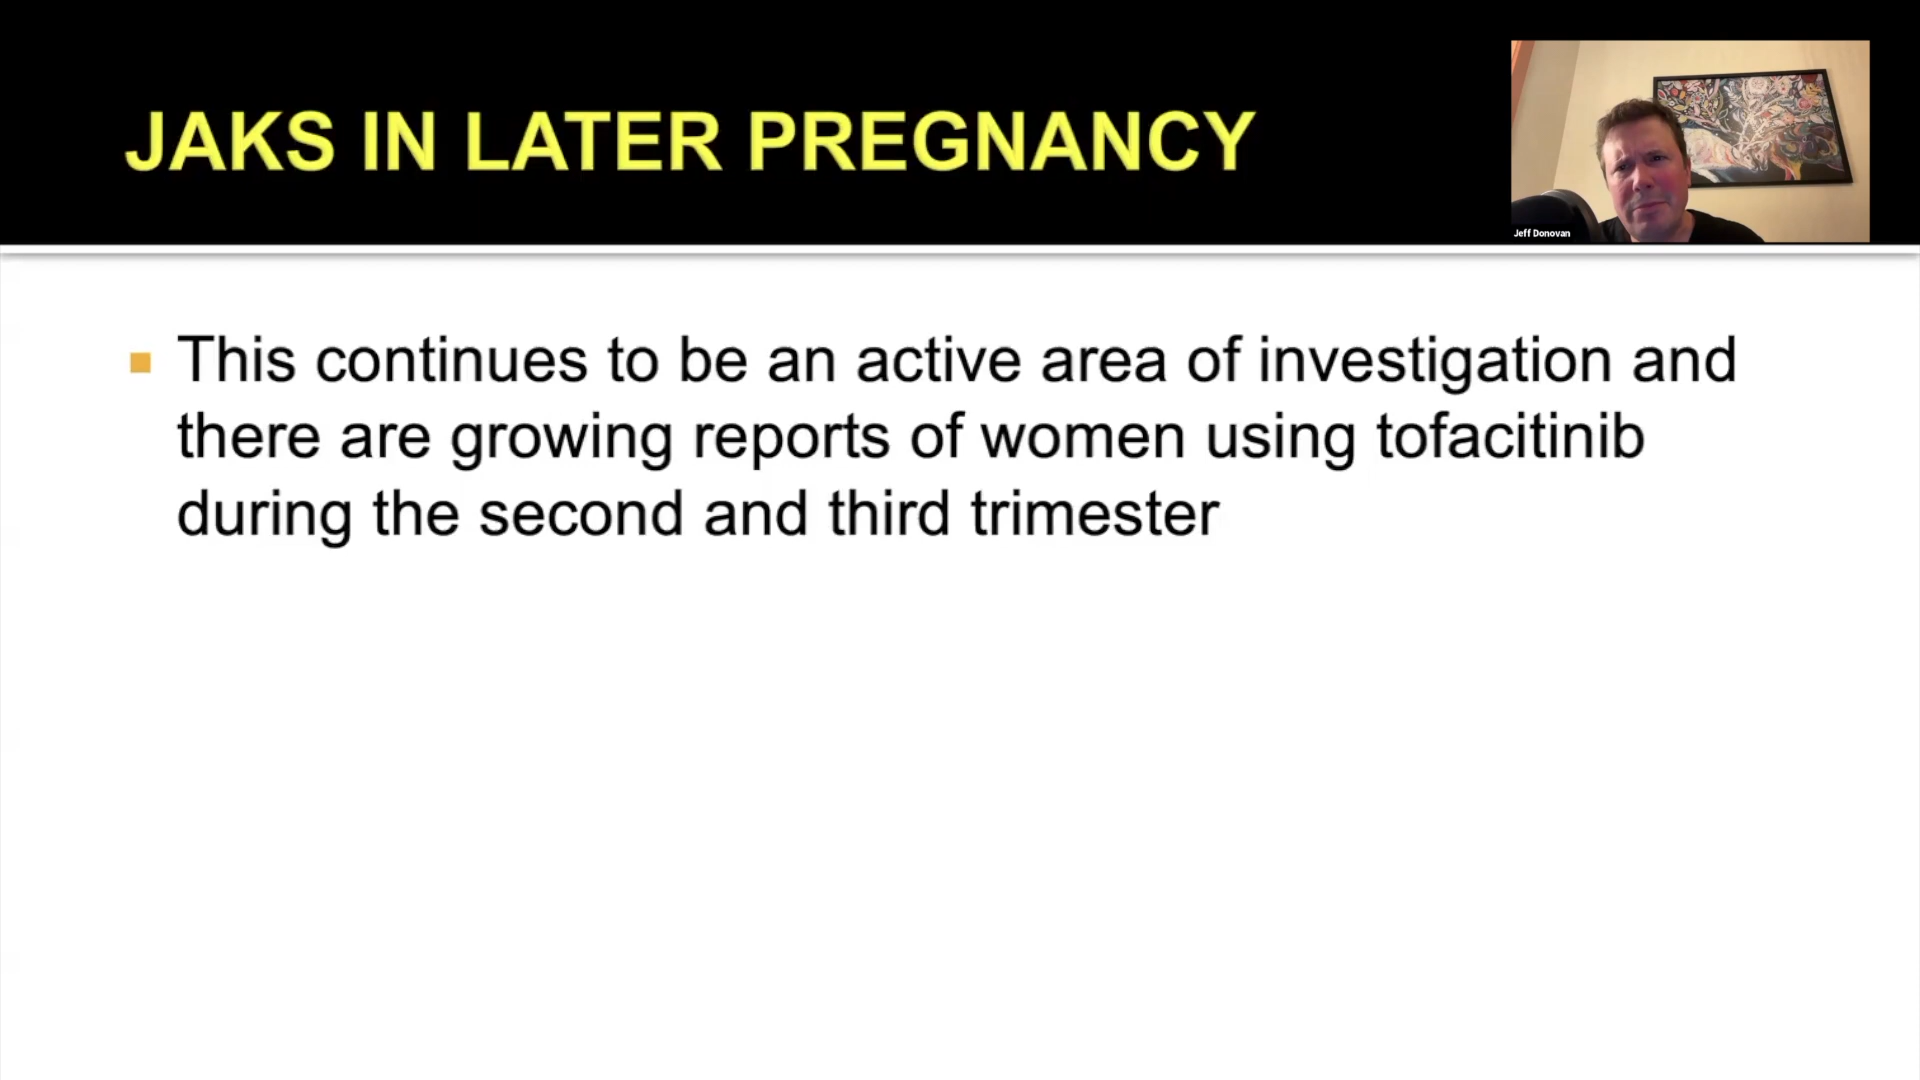 JAKS IN LATER PREGNANCY
Jeff Donovan
This continues to be an active area of investigation and
there are growing reports of women using tofacitinib
during the second and third trimester